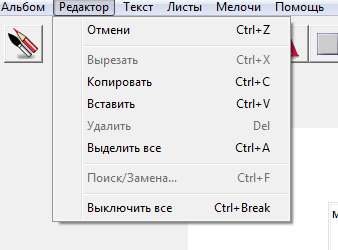 Альбом Редактор Текст Листы Мелочи Помощь
Отмени Ctrl+Z
Вырезать Ctrl+X
Копировать Ctrl+C
Вставить Ctrl+V
Удалить Del
Выделить все Ctrl+A
Поиск/Замена... Ctrl+F
Выключить все Ctrl+Break